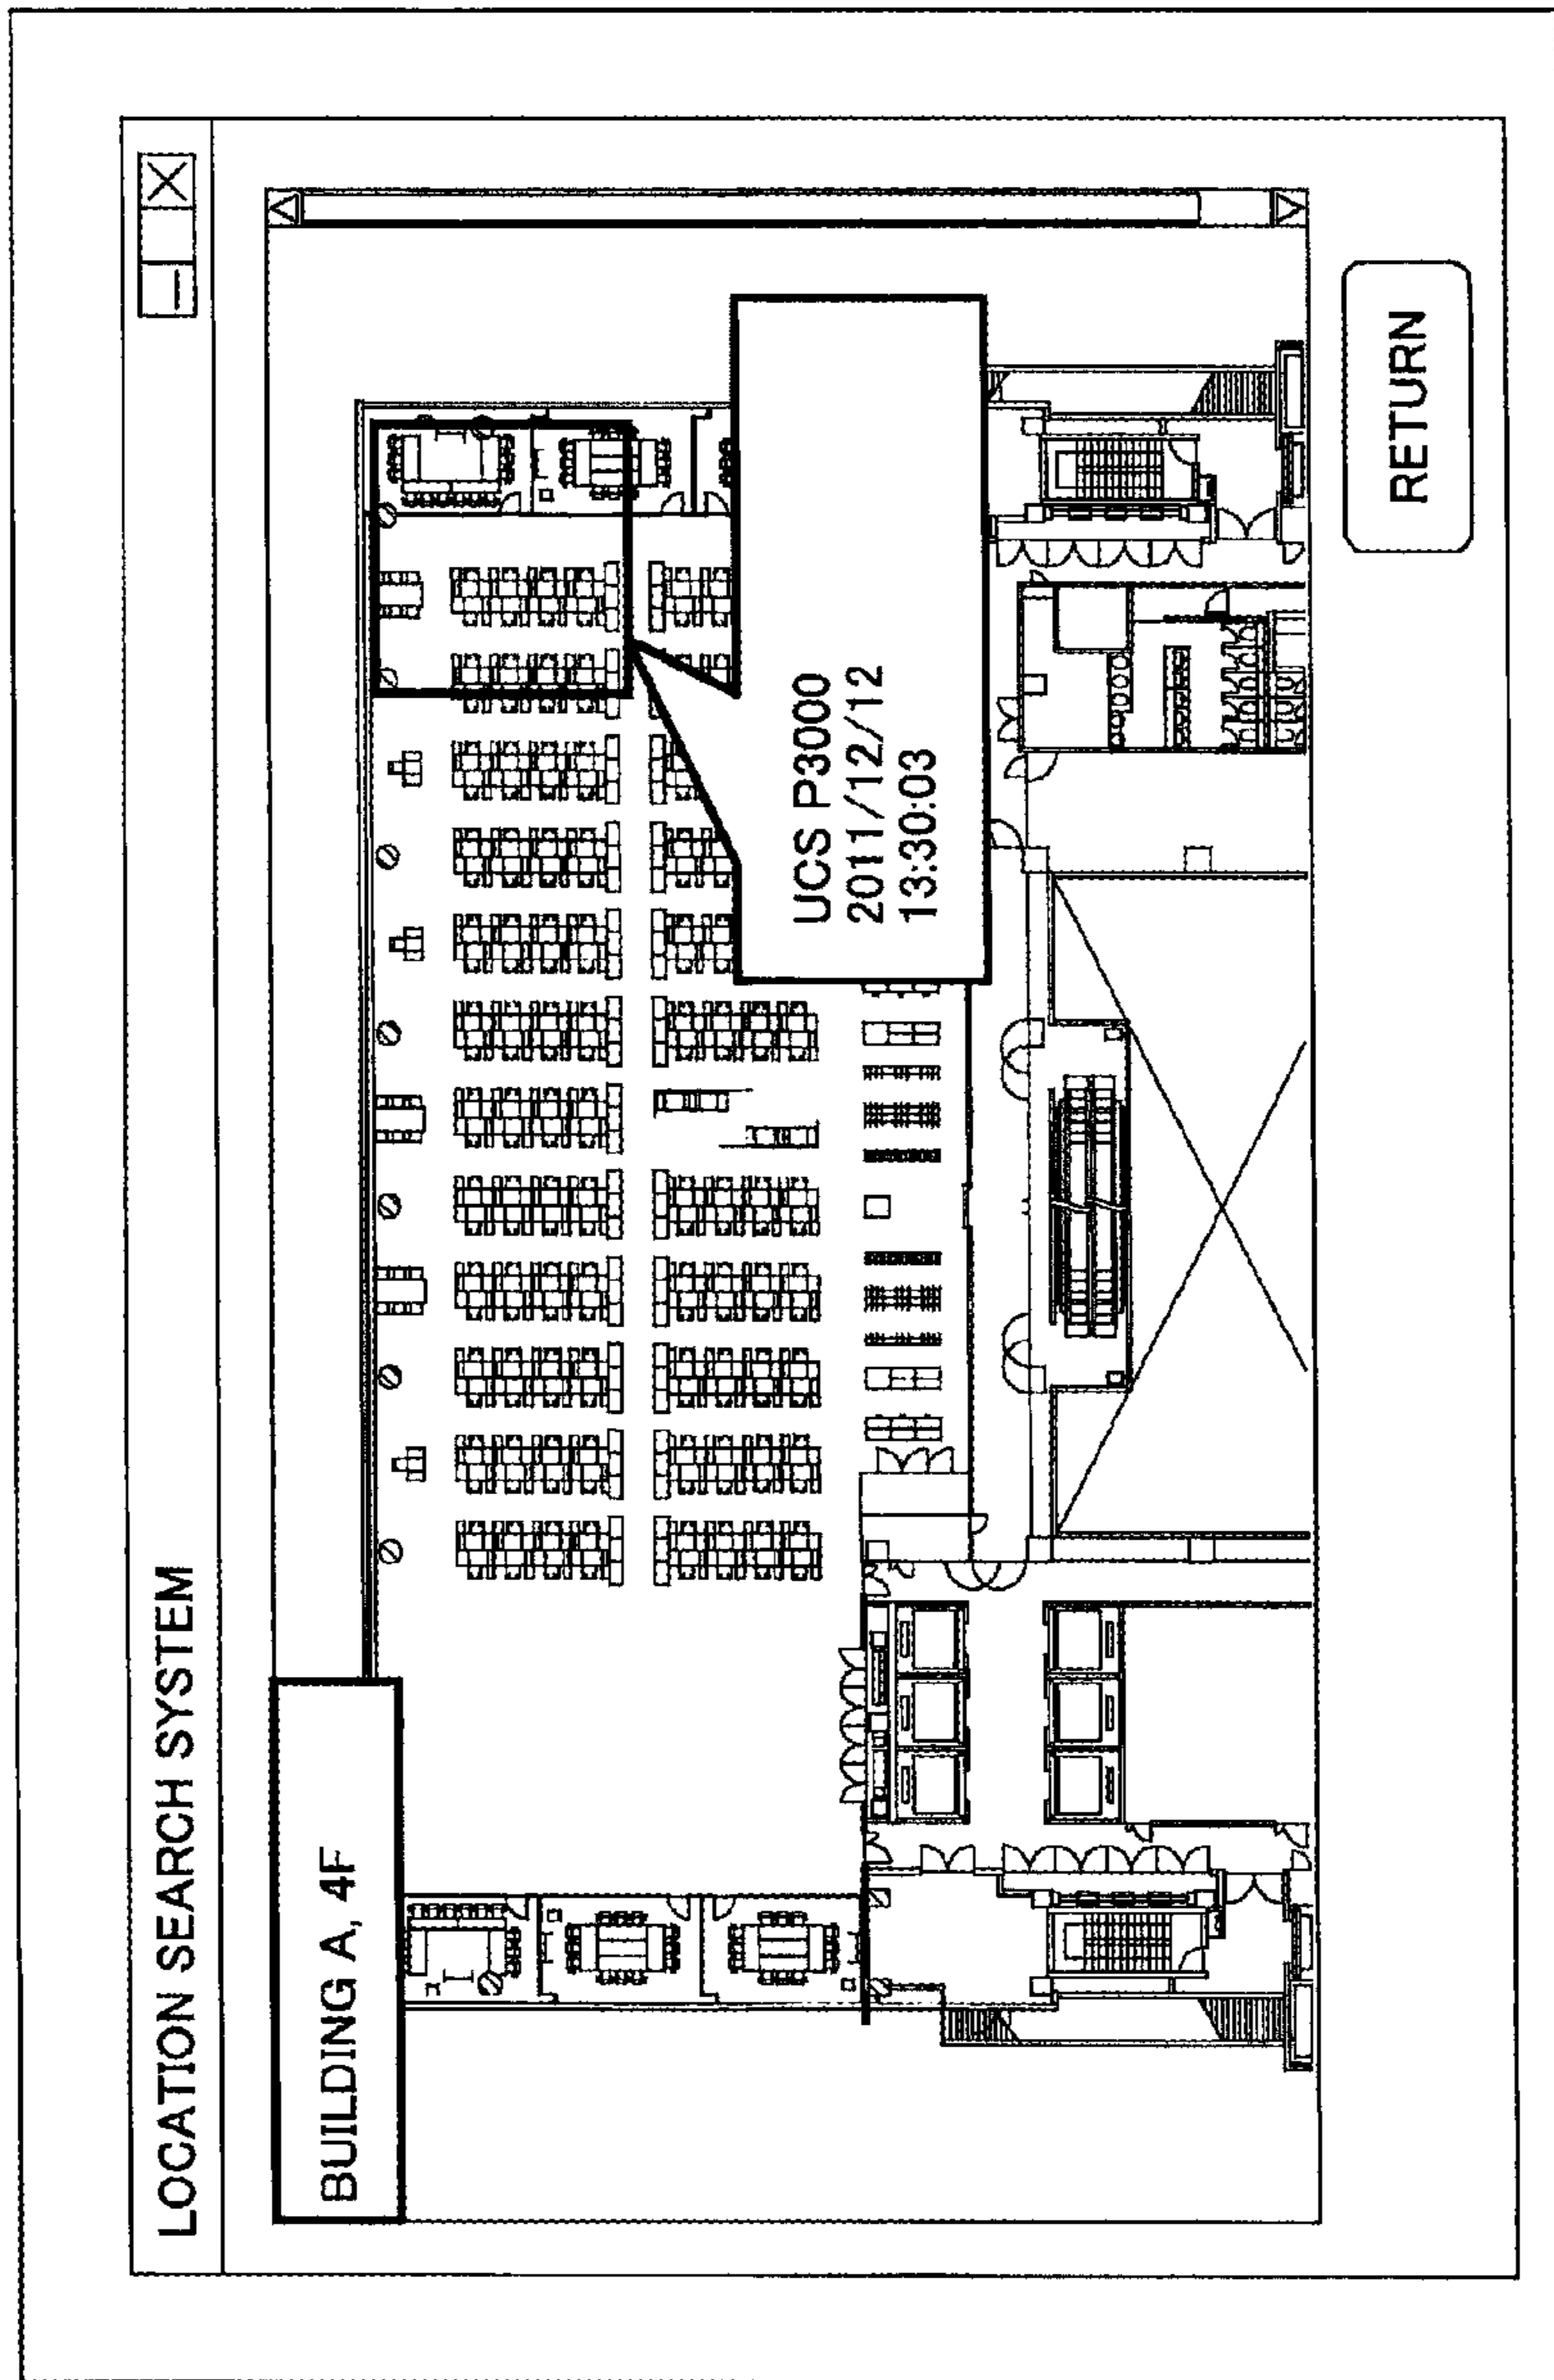 LOCATION SEARCH SYSTEM
BUILDING A, 4F
UCS P3000
2011/12/12
13:30:03
RETURN